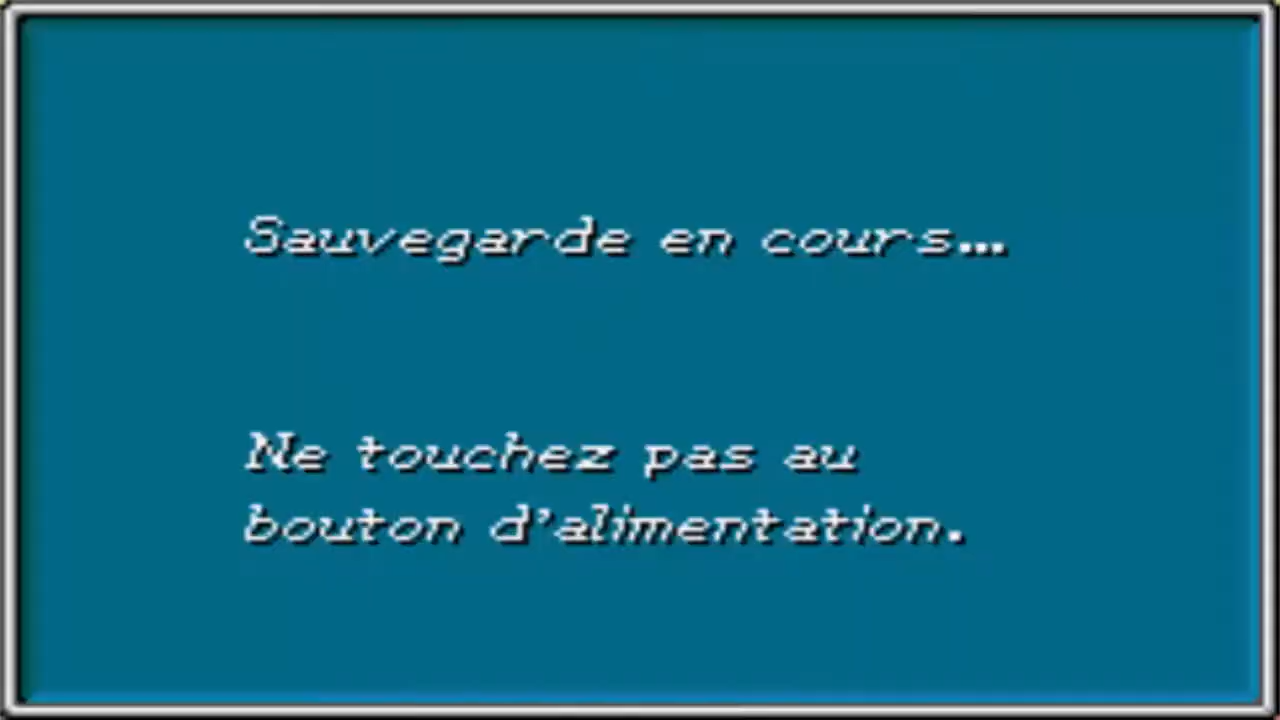 Sauvegarde en cours...
Ne touchez pas au
bouton d'alimentation.